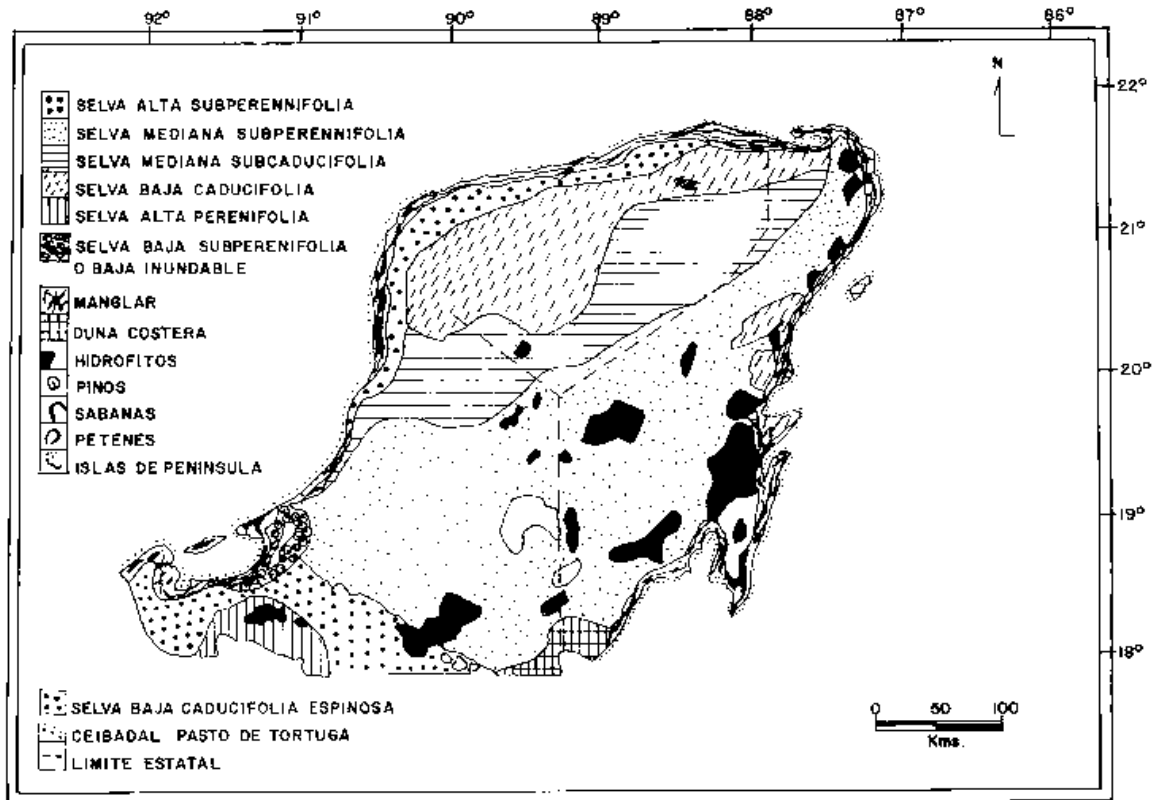 92° 91° 90° 89° 88° 87° 86°
N
22°
21°
20°
19°
18°
SELVA ALTA SUBPERENNIFOLIA
SELVA MEDIANA SUBPERENNIFOLIA
SELVA MEDIANA SUBCADUCIFOLIA
SELVA BAJA CADUCIFOLIA
SELVA ALTA PERENIFOLIA
SELVA BAJA SUBPERENIFOLIA
O BAJA INUNDABLE
MANGLAR
DUNA COSTERA
HIDROFITOS
PINOS
SABANAS
PETENES
ISLAS DE PENINSULA
SELVA BAJA CADUCIFOLIA ESPINOSA
CEIBADAL PASTO DE TORTUGA
LIMITE ESTATAL
0 50 100
Kms.